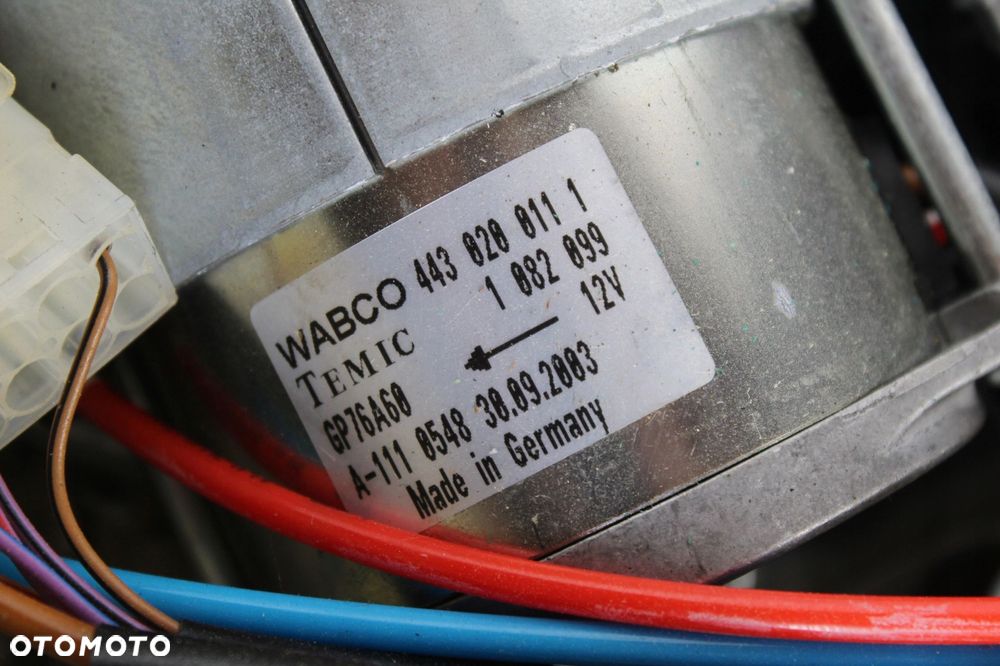 WABCO 443 020 011 1
TEMIC 1 082 099
GP76A60 12V
A-111 0548 30.09.2003
Made in Germany
OTOMOTO